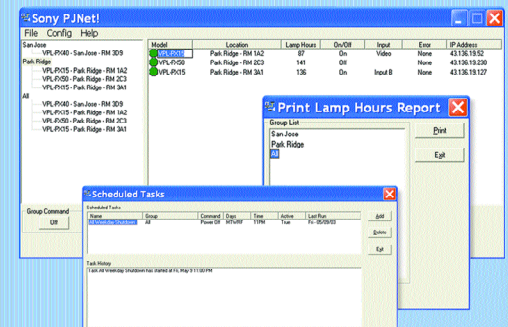 Sony PJNet!
File Config Help
San Jose
VPL-PX40 - San Jose - RM 3D9
Park Ridge
VPL-PX15 - Park Ridge - RM 1A2
VPL-FX50 - Park Ridge - RM 2C3
VPL-PX15 - Park Ridge - RM 3A1
All
VPL-PX40 - San Jose - RM 3D9
VPL-PX15 - Park Ridge - RM 1A2
VPL-FX50 - Park Ridge - RM 2C3
VPL-PX15 - Park Ridge - RM 3A1
Group Command
Off
Model Location Lamp Hours On/Off Input Error IP Address
VPL-PX15 Park Ridge - RM 1A2 87 On Video None 43.136.19.52
VPL-FX50 Park Ridge - RM 2C3 141 Off None 43.136.19.230
VPL-PX15 Park Ridge - RM 3A1 136 On Input B None 43.136.19.127
Print Lamp Hours Report
Group List
San Jose
Park Ridge
All
Print
Exit
Scheduled Tasks
Scheduled Tasks
Name Group Command Days Time Active Last Run
All Weekday Shutdown All Power Off MTWRF 11PM True Fri - 05/09/03
Add
Delete
Exit
Task History
Task All Weekday Shutdown has started at Fri, May 9 11:00 PM